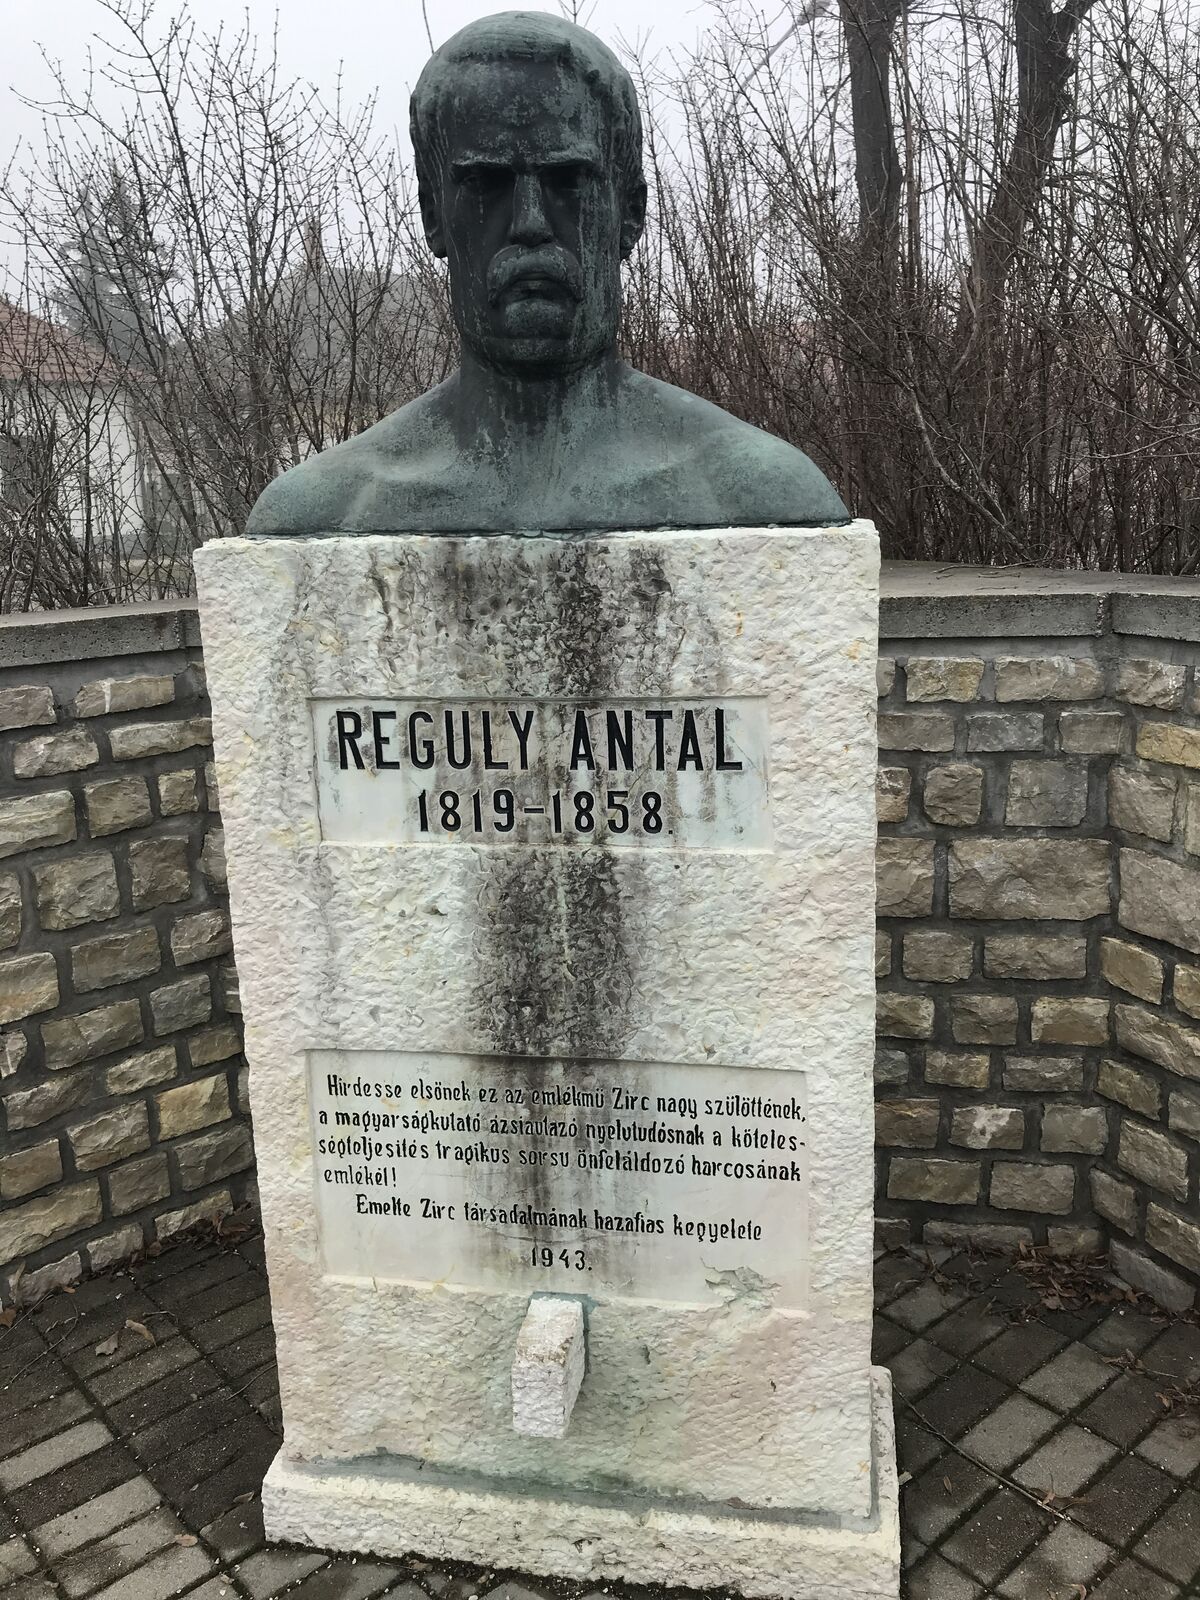 REGULY ANTAL
1819-1858.
Hirdesse elsőnek ez az emlékmű Zirc nagy szülöttének,
a magyarságkutató ázsiautazó nyelvtudósnak a köteles-
ségteljesítés tragikus sorsu önfeláldozó harcosának
emlékét!
Emelte Zirc társadalmának hazafias kegyelete
1943.